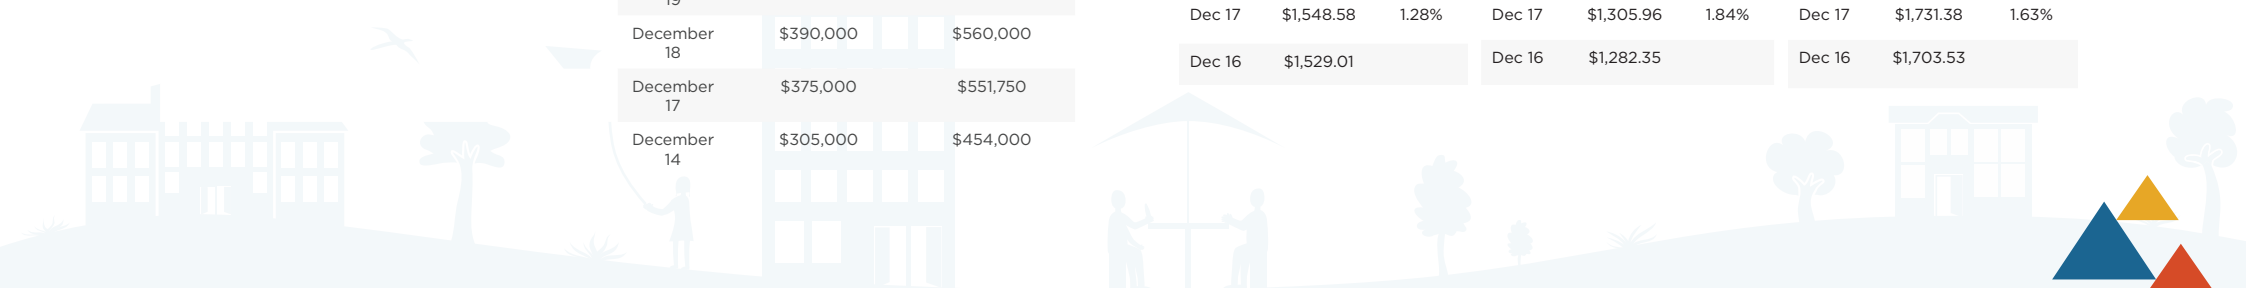 19
December $390,000 $560,000
18
December $375,000 $551,750
17
December $305,000 $454,000
14
Dec 17 $1,548.58 1.28%
Dec 16 $1,529.01
Dec 17 $1,305.96 1.84%
Dec 16 $1,282.35
Dec 17 $1,731.38 1.63%
Dec 16 $1,703.53